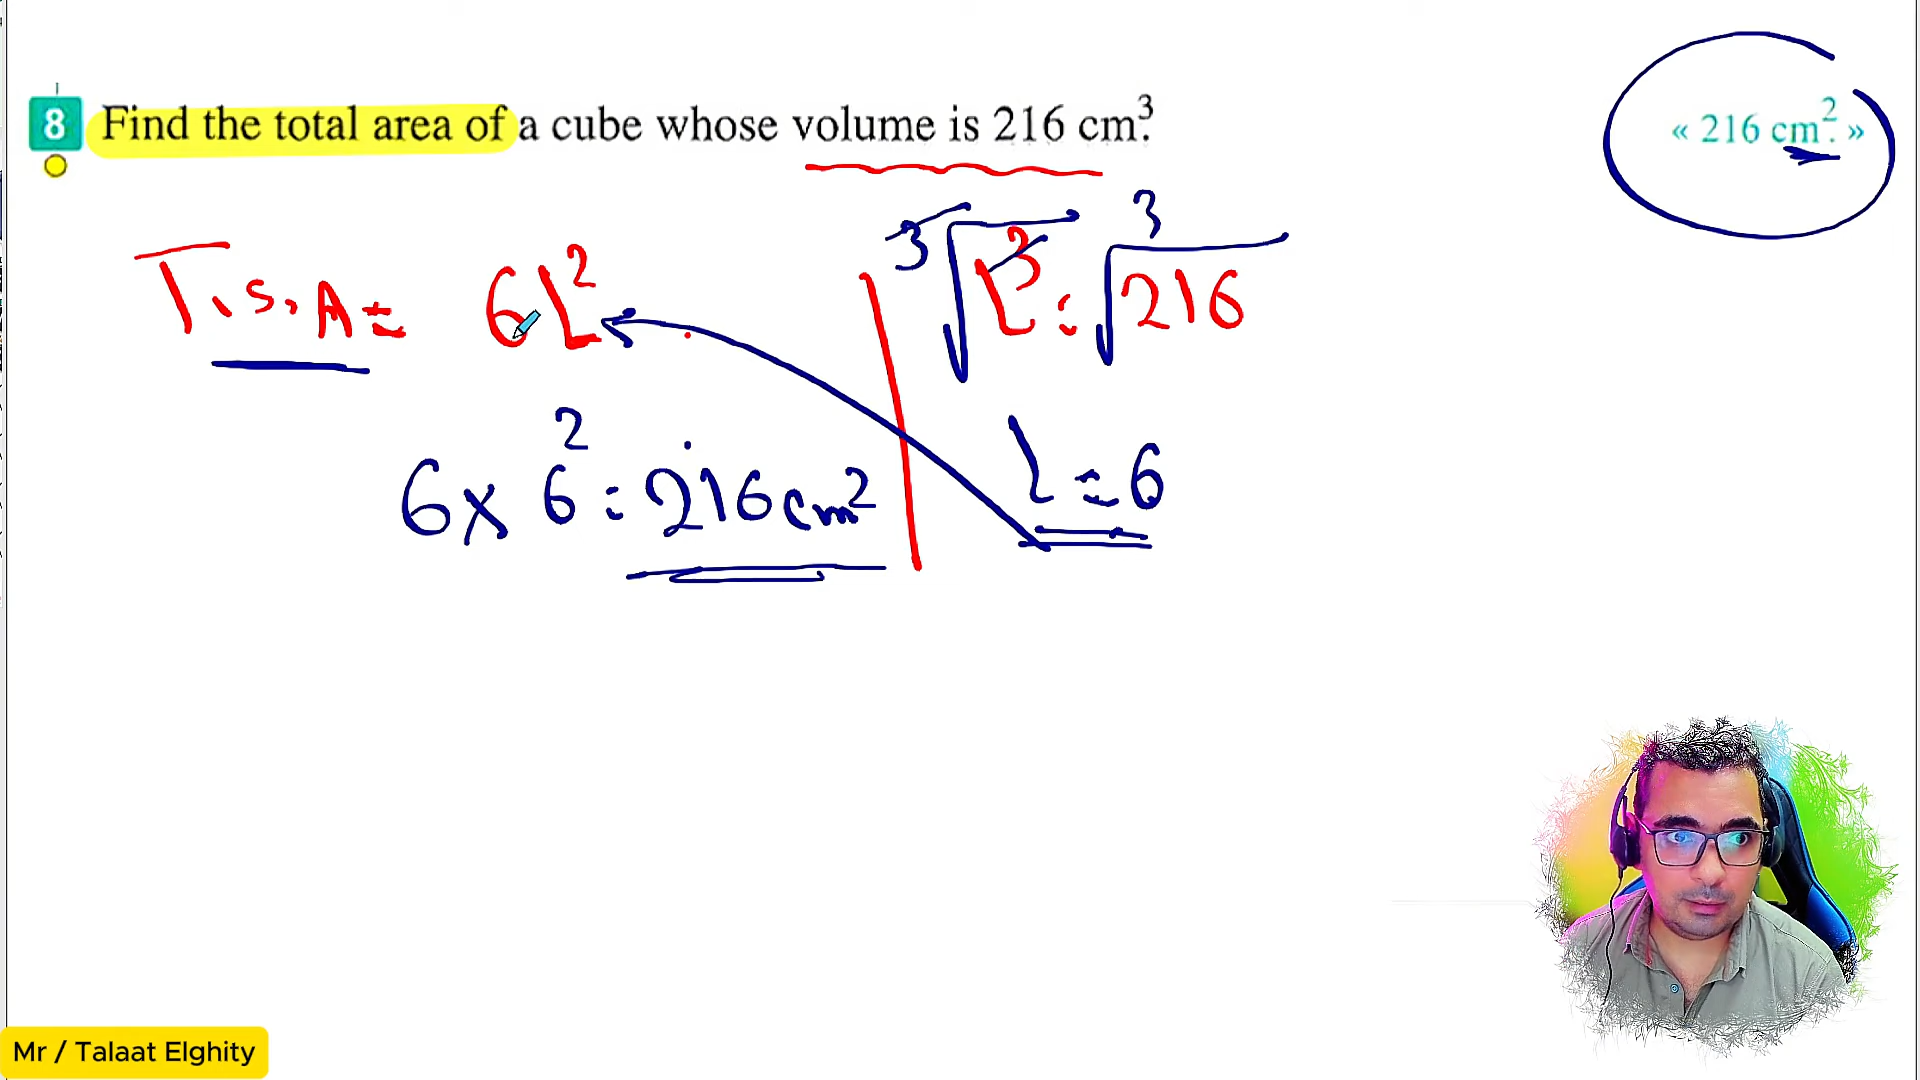 8 Find the total area of a cube whose volume is 216 cm³.
« 216 cm². »
T.S.A = 6L²
³√L³ = ³√216
L = 6
6 x 6² = 216 cm²
Mr / Talaat Elghity